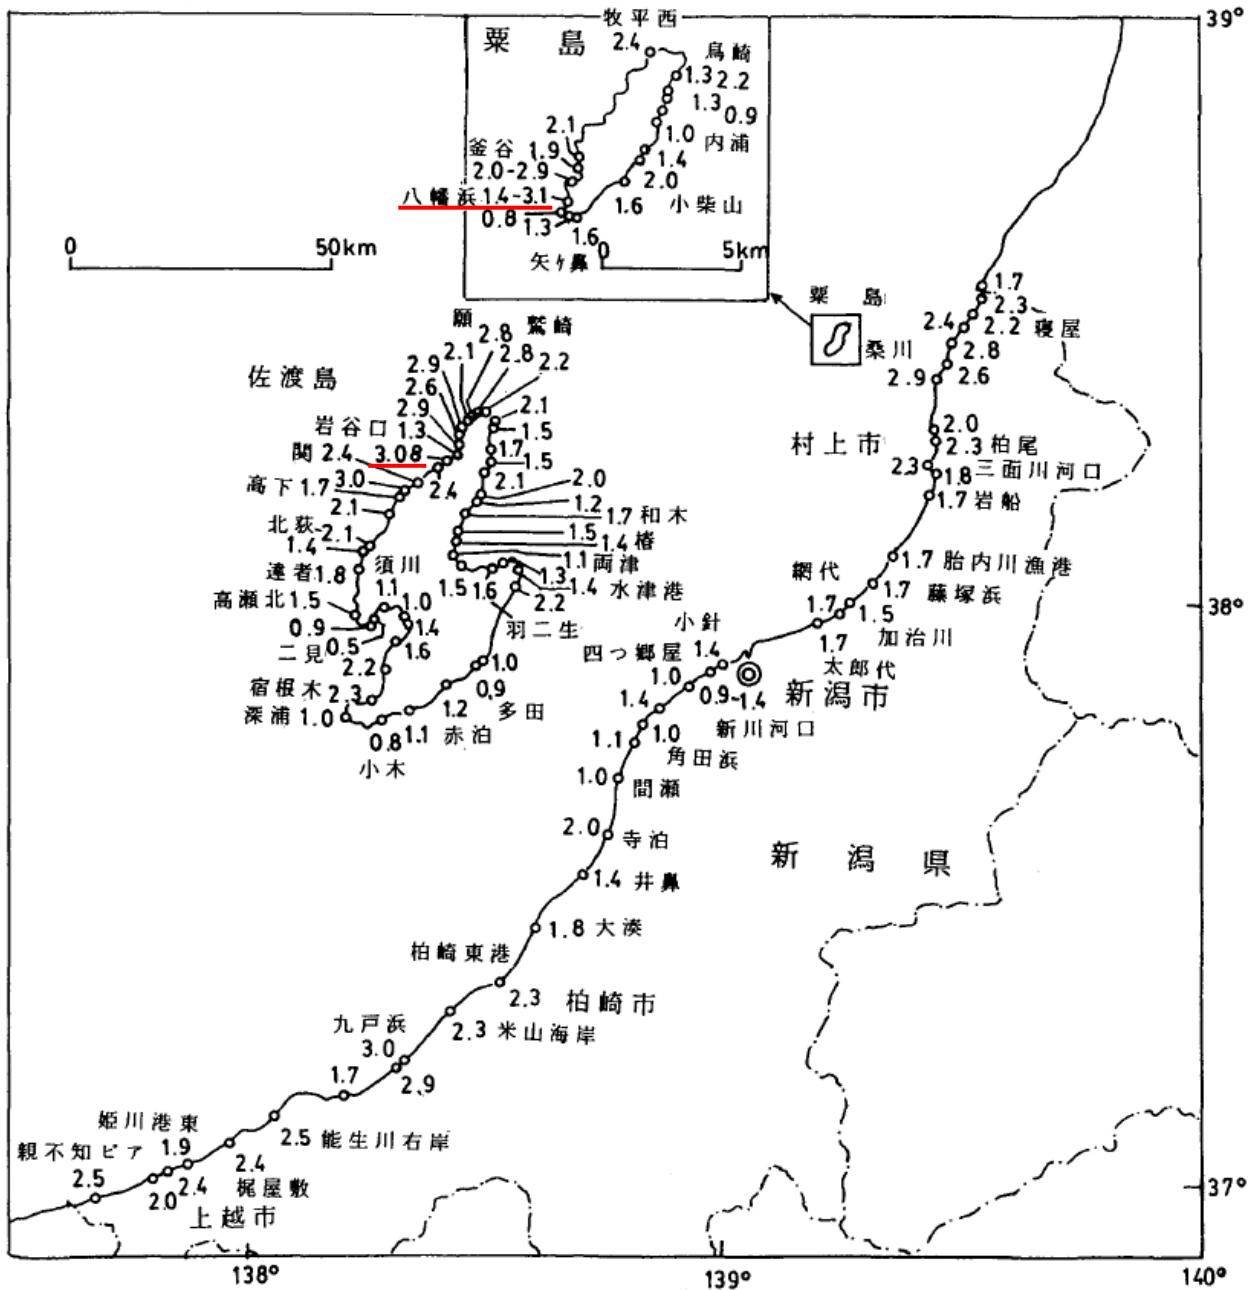 牧平西
39°
粟 島
2.4
鳥崎
1.3 2.2
1.3 0.9
2.1
1.0 内浦
釜谷 1.9
1.4
2.0-2.9
2.0
八幡浜 1.4-3.1
1.6 小柴山
0.8 1.3
1.6
矢ヶ鼻
0 5km
0 50km
粟 島
1.7
2.3
2.4 2.2 寝屋
桑川 2.8
2.9 2.6
願 鷲崎
2.8
2.1 2.8
2.9 2.2
佐渡島
2.6
2.9 2.1
岩谷口 1.3 1.5
関 2.4 3.08 1.7
3.0 2.4 1.5
高下 1.7 2.1 2.0
2.1 1.2
1.7 和木
北荻 2.1 1.5
1.4 1.4 椿
達者 1.8 須川 1.1 両津
1.5 1.6 1.3
1.4 水津港
高瀬北 1.5 1.1 1.0 2.2
0.9 1.4 羽二生
二見 0.5 1.6
2.2 1.0
宿根木 2.3 0.9
深浦 1.0 1.2 多田
0.8 1.1 赤泊
小木
村上市 2.0
2.3 柏尾
2.3 1.8 三面川河口
1.7 岩船
1.7 胎内川漁港
網代 1.7 藤塚浜
38°
1.7 1.5
小針 加治川
1.7
四つ郷屋 1.4 太郎代
1.0 0.9-1.4 新潟市
1.4 新川河口
1.1 1.0
角田浜
1.0 間瀬
2.0 寺泊
新 潟 県
1.4 井鼻
1.8 大湊
柏崎東港
2.3 柏崎市
九戸浜 2.3 米山海岸
3.0
1.7 2.9
姫川港東 2.5 能生川右岸
親不知ピア 1.9
2.5 2.4
2.0 2.4 梶屋敷
37°
上越市
138° 139° 140°